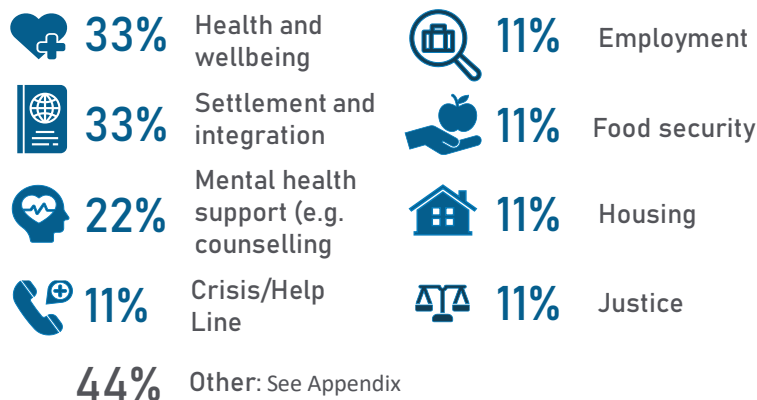 33% Health and
wellbeing
33% Settlement and
integration
22% Mental health
support (e.g.
counselling
11% Crisis/Help
Line
44% Other: See Appendix
11% Employment
11% Food security
11% Housing
11% Justice